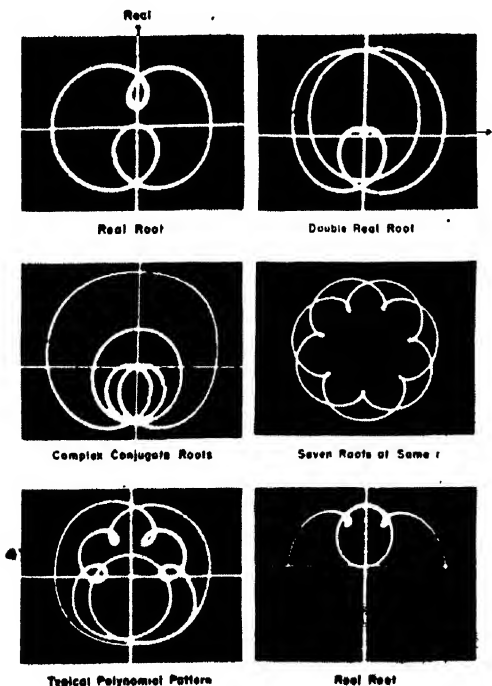 Real
Real Root
Double Real Root
Complex Conjugate Roots
Seven Roots at Same r
Typical Polynomial Pattern
Real Root